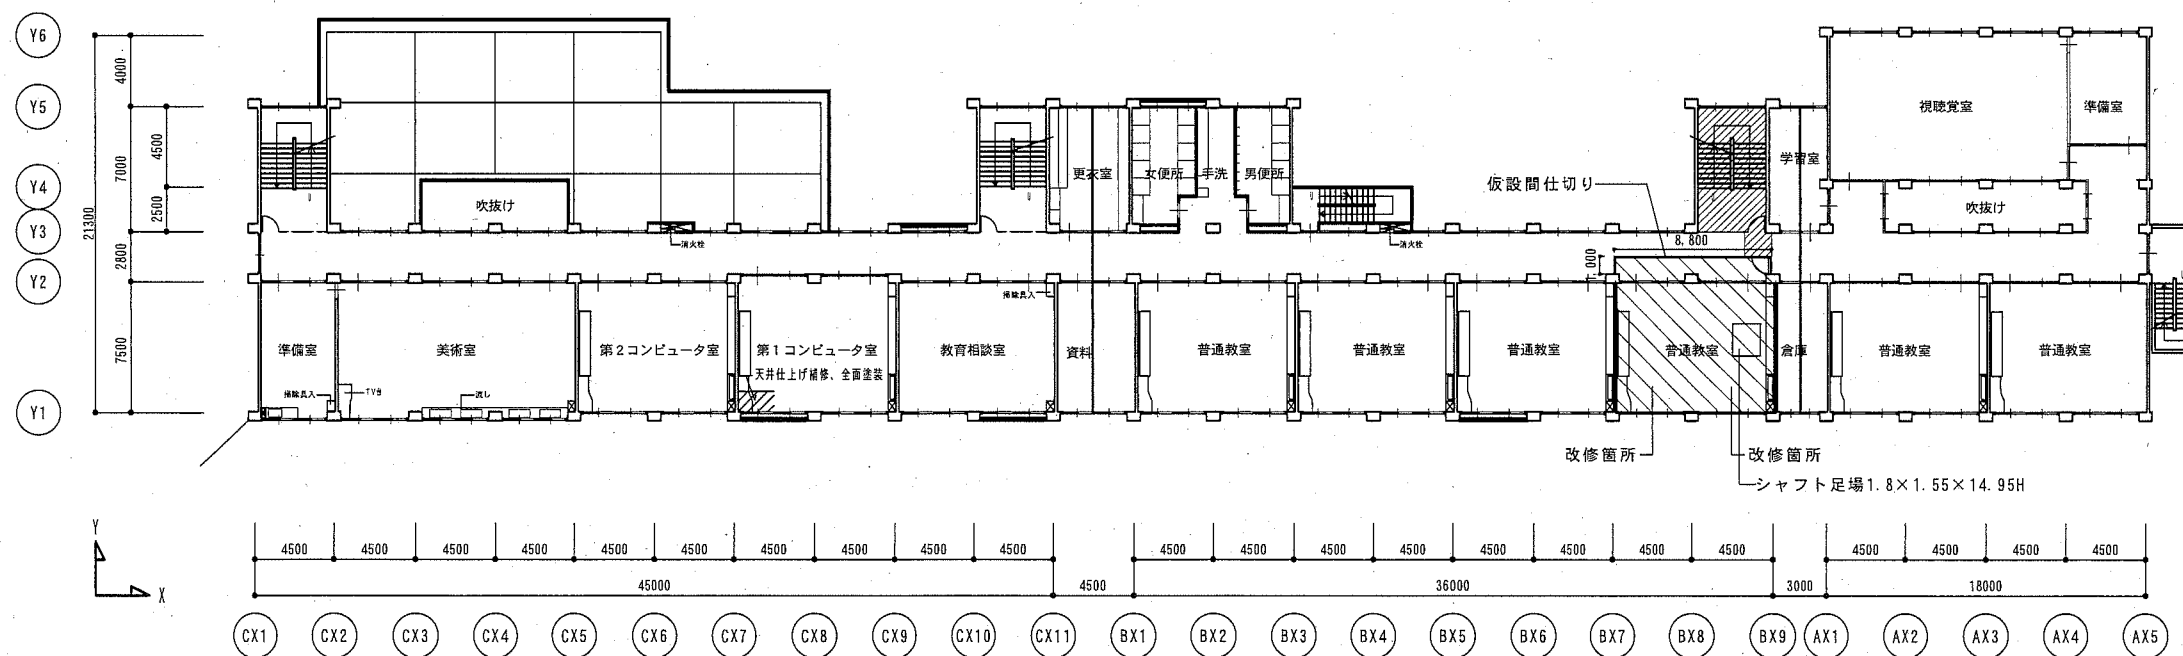 Y6
Y5
Y4
Y3
Y2
Y1
21300
4000
7000
2800
7500
4500
2500
吹抜け
更衣室
女便所
手洗
男便所
消火栓
消火栓
仮設間仕切り
8,800
1,000
学習室
視聴覚室
準備室
吹抜け
準備室
美術室
第2コンピュータ室
第1コンピュータ室
天井仕上げ補修、全面塗装
教育相談室
掃除具入
資料
普通教室
普通教室
普通教室
普通教室
倉庫
普通教室
普通教室
掃除具入
TV台
流し
改修箇所
改修箇所
シャフト足場1.8×1.55×14.95H
Y
X
4500 4500 4500 4500 4500 4500 4500 4500 4500 4500 4500 4500 4500 4500 4500 4500 4500 4500 4500 4500 4500 4500
45000 4500 36000 3000 18000
CX1 CX2 CX3 CX4 CX5 CX6 CX7 CX8 CX9 CX10 CX11 BX1 BX2 BX3 BX4 BX5 BX6 BX7 BX8 BX9 AX1 AX2 AX3 AX4 AX5